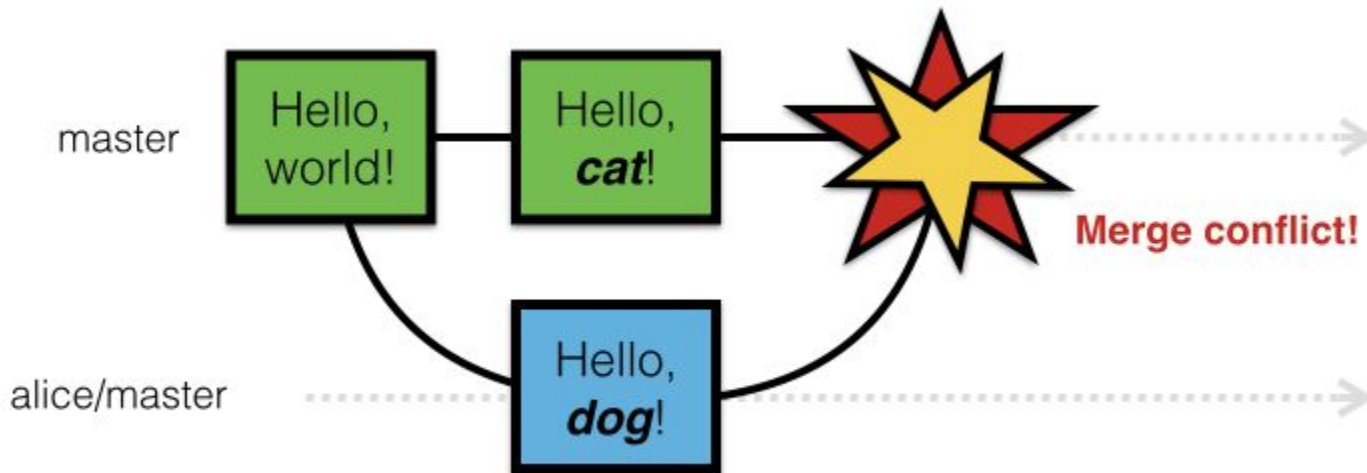 master
Hello,
world!
Hello,
cat!
Merge conflict!
alice/master
Hello,
dog!